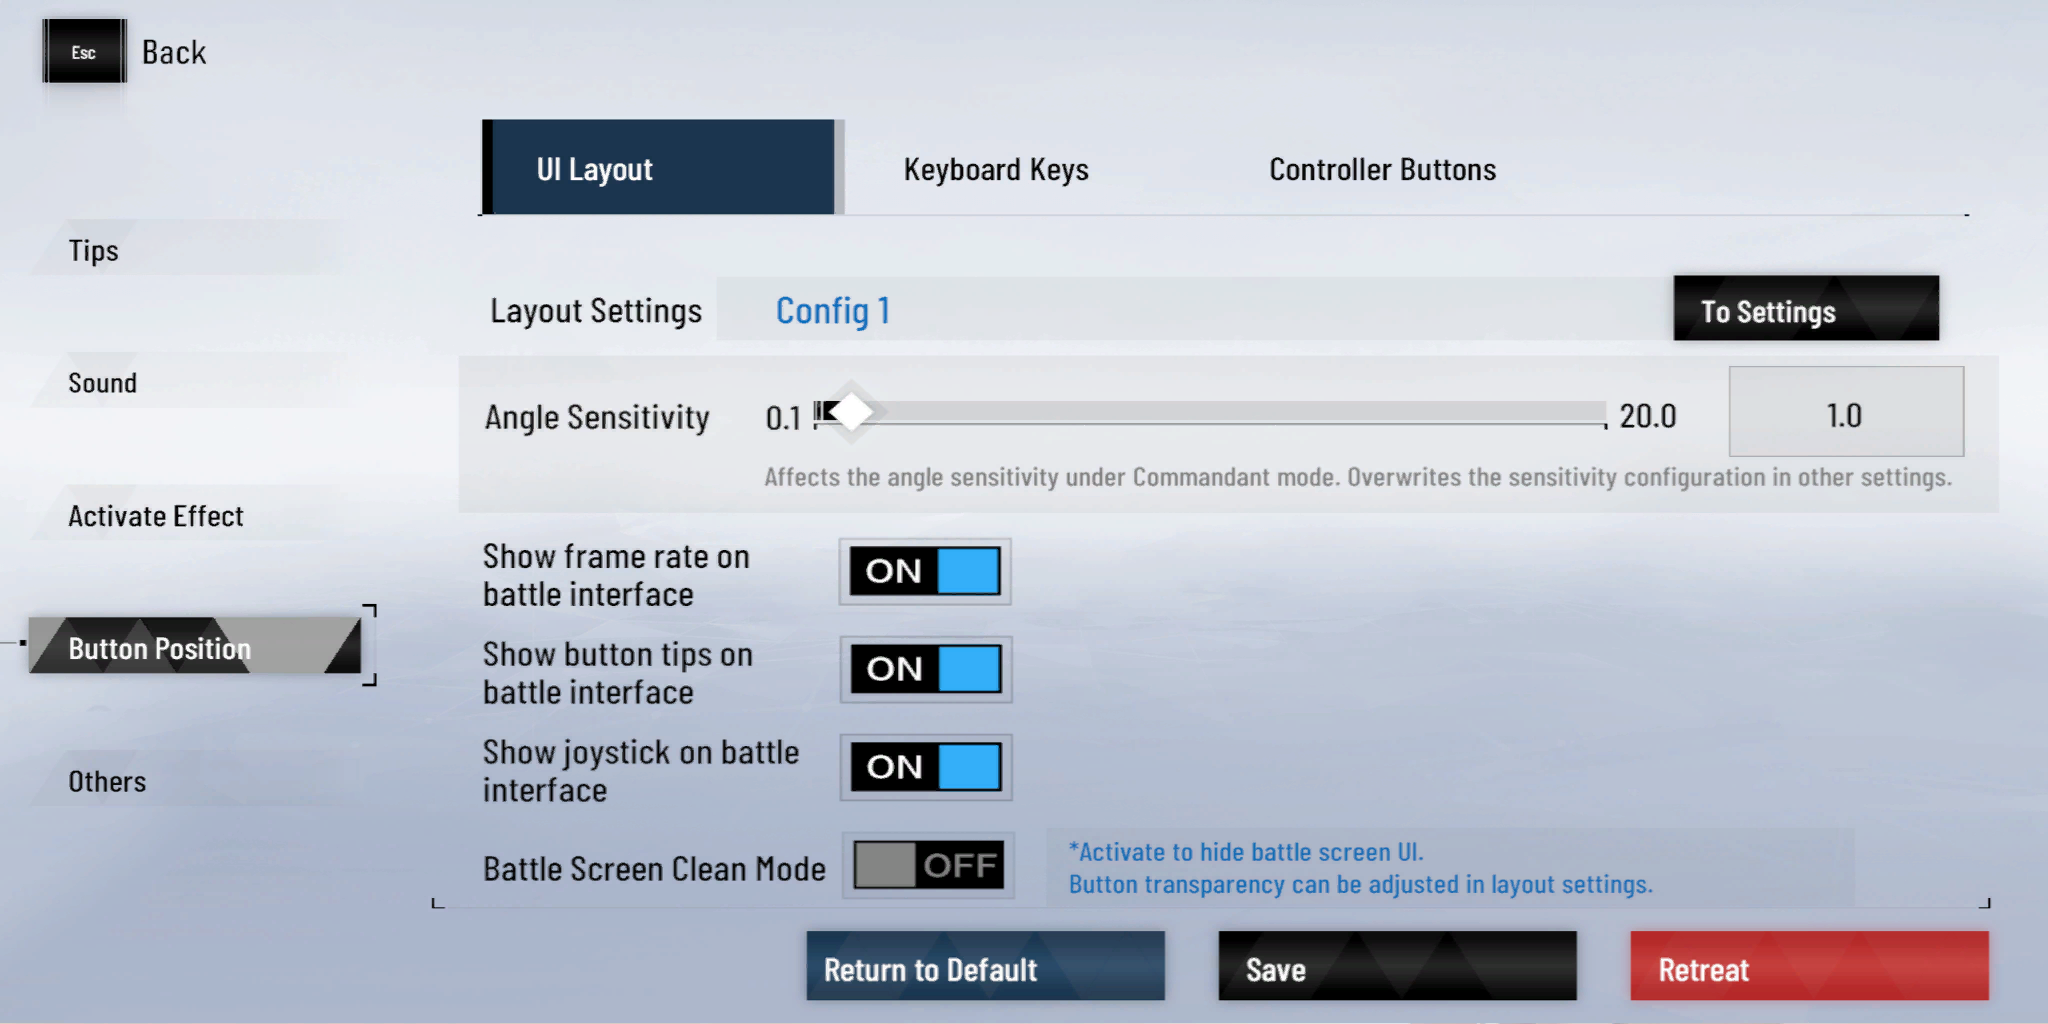 Esc
Back
UI Layout
Keyboard Keys
Controller Buttons
Tips
Sound
Activate Effect
Button Position
Others
Layout Settings
Config 1
To Settings
Angle Sensitivity
0.1
20.0
1.0
Affects the angle sensitivity under Commandant mode. Overwrites the sensitivity configuration in other settings.
Show frame rate on
battle interface
ON
Show button tips on
battle interface
ON
Show joystick on battle
interface
ON
Battle Screen Clean Mode
OFF
*Activate to hide battle screen UI.
Button transparency can be adjusted in layout settings.
Return to Default
Save
Retreat